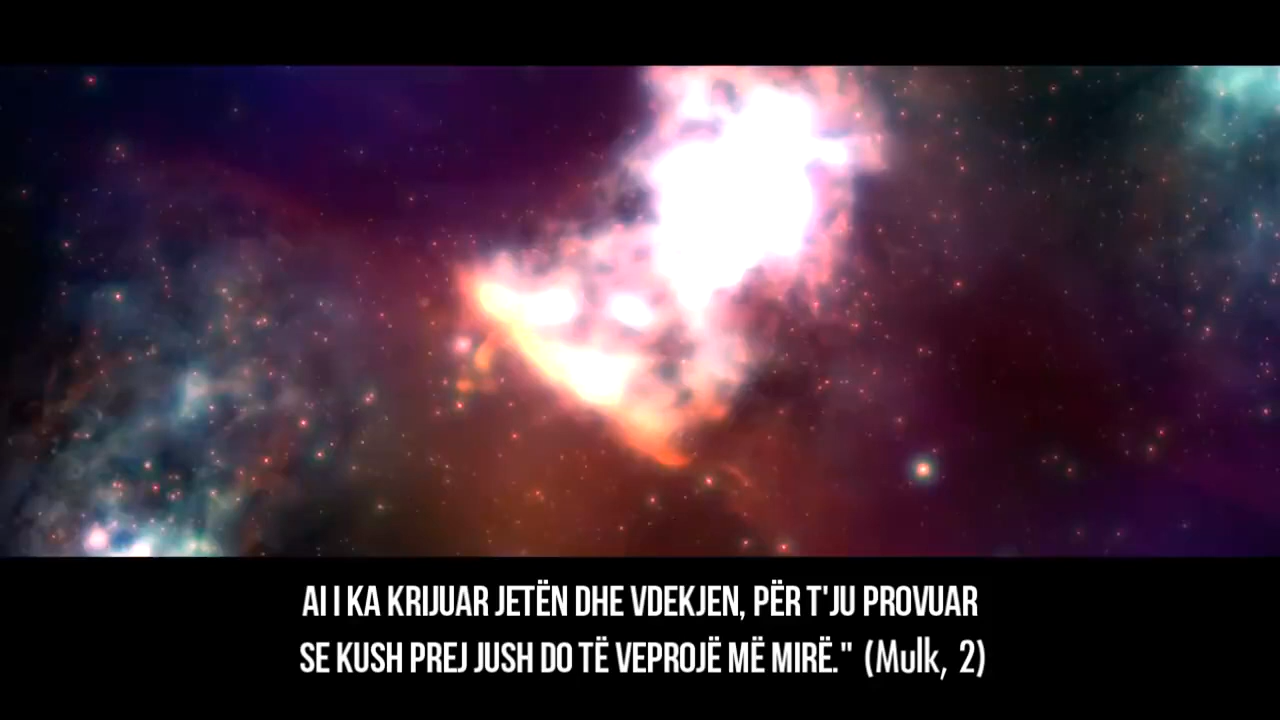 AI I KA KRIJUAR JETËN DHE VDEKJEN, PËR T'JU PROVUAR
SE KUSH PREJ JUSH DO TË VEPROJË MË MIRË." (Mulk, 2)